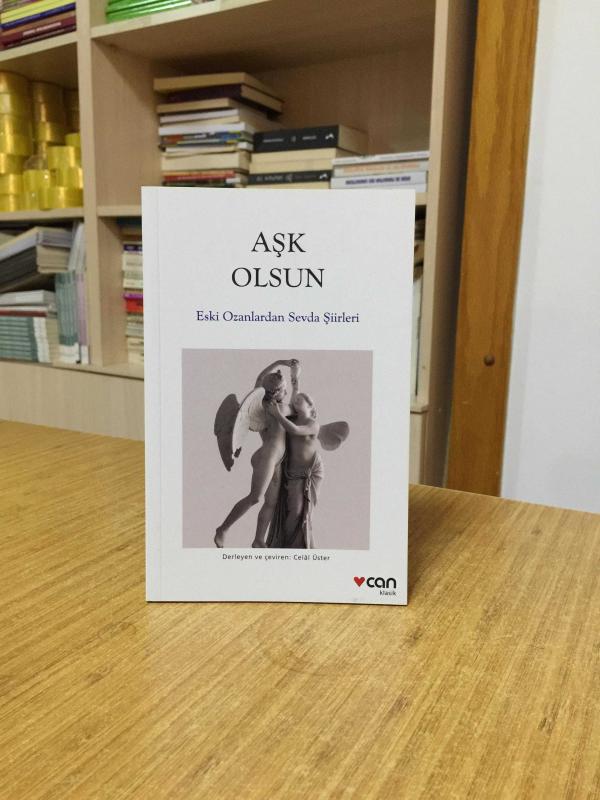 AŞK
OLSUN
Eski Ozanlardan Sevda Şiirleri
Derleyen ve çeviren: Celâl Üster
can
klasik